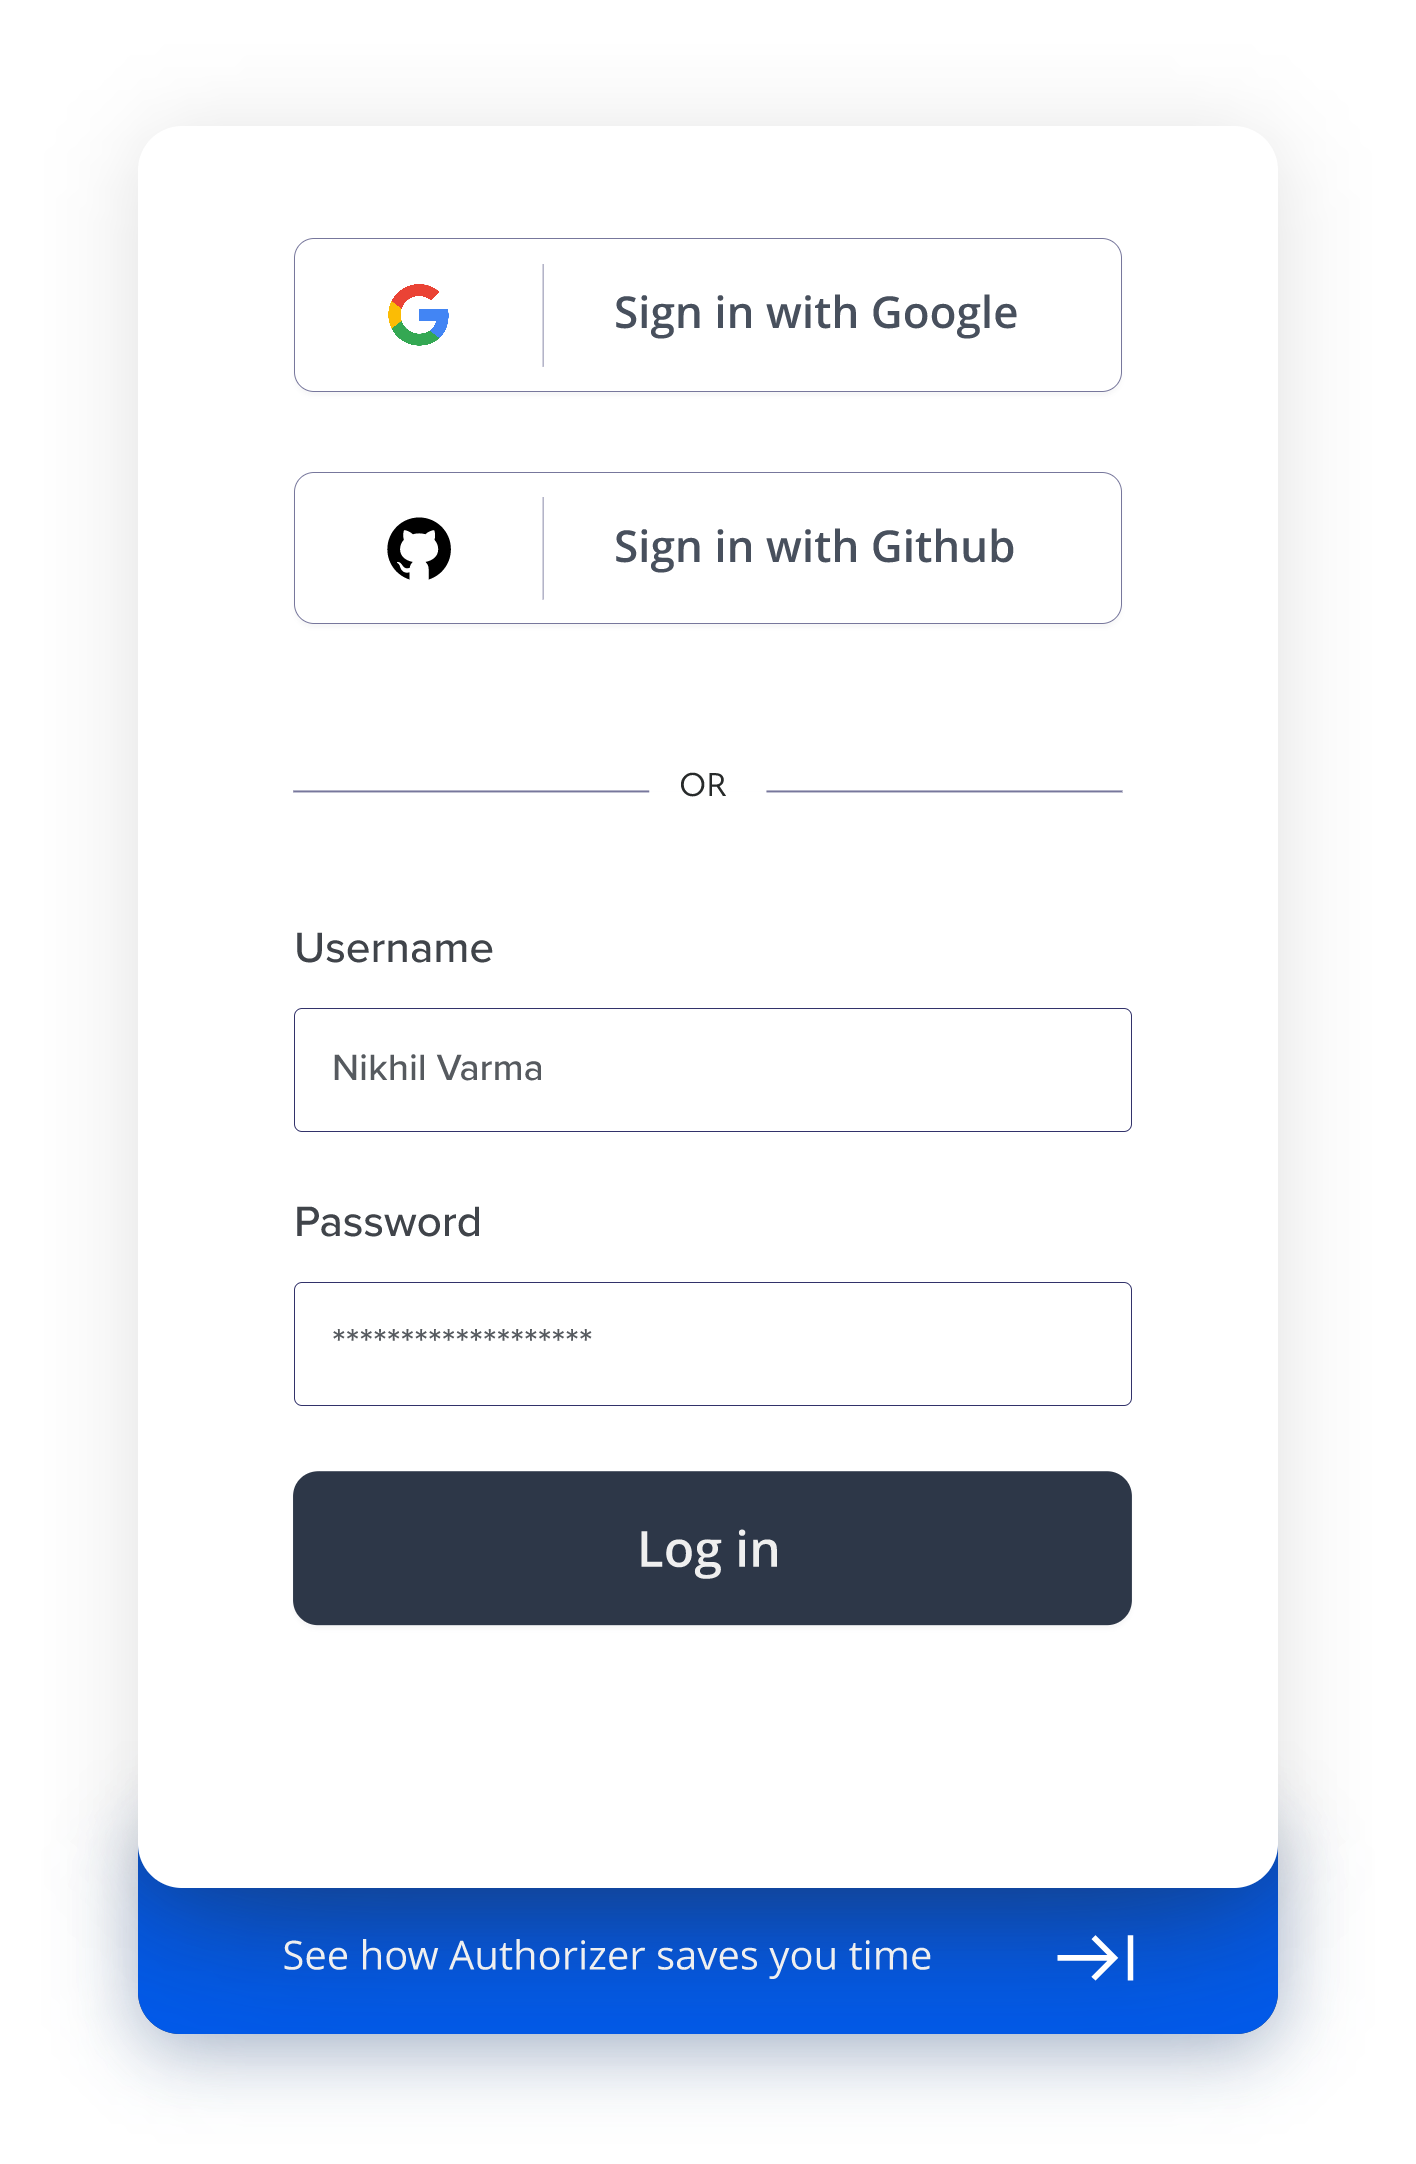 Sign in with Google
Sign in with Github
OR
Username
Nikhil Varma
Password
*******************
Log in
See how Authorizer saves you time